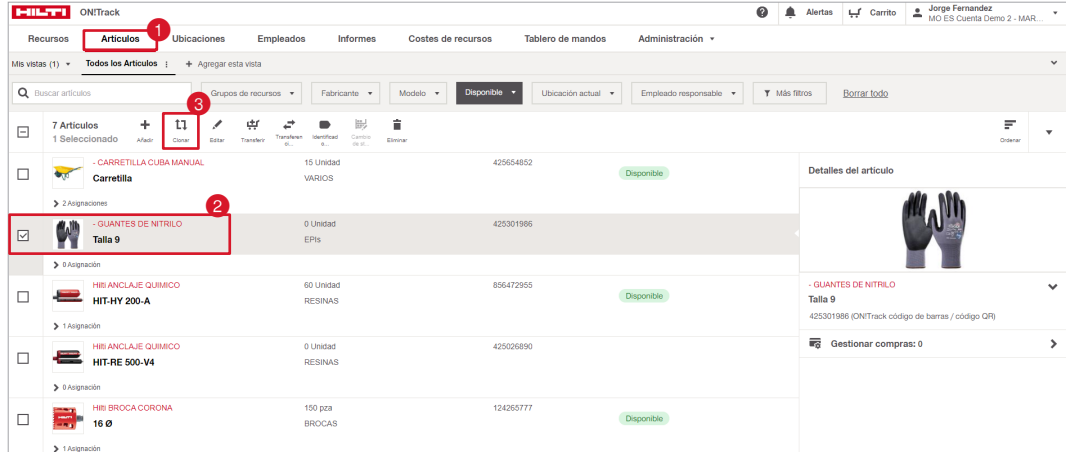 HILTI ON!Track
Alertas Carrito Jorge Fernandez
MO ES Cuenta Demo 2 - MAR...
1
Recursos Artículos Ubicaciones Empleados Informes Costes de recursos Tablero de mandos Administración
Mis vistas (1) Todos los Artículos + Agregar esta vista
Buscar artículos Grupos de recursos Fabricante Modelo Disponible Ubicación actual Empleado responsable Más filtros Borrar todo
3
7 Artículos
1 Seleccionado
Añadir Clonar Editar Transferir Transferen
ci... Identificad
o... Cambio
de st... Eliminar
Ordenar
- CARRETILLA CUBA MANUAL 15 Unidad 425654852
Carretilla VARIOS Disponible
2 Asignaciones
2
- GUANTES DE NITRILO 0 Unidad 425301986
Talla 9 EPIs
0 Asignación
Hilti ANCLAJE QUIMICO 60 Unidad 856472955
HIT-HY 200-A RESINAS Disponible
1 Asignación
Hilti ANCLAJE QUIMICO 0 Unidad 425026890
HIT-RE 500-V4 RESINAS
0 Asignación
Hilti BROCA CORONA 150 pza 124265777
16 Ø BROCAS Disponible
1 Asignación
Detalles del artículo
- GUANTES DE NITRILO
Talla 9
425301986 (ON!Track código de barras / código QR)
Gestionar compras: 0